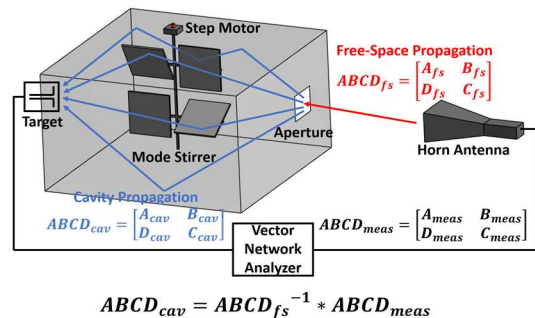 Step Motor
Free-Space Propagation
ABCD_fs = [A_fs B_fs
D_fs C_fs]
Target
Aperture
Mode Stirrer
Horn Antenna
Cavity Propagation
ABCD_cav = [A_cav B_cav
D_cav C_cav]
Vector
Network
Analyzer
ABCD_meas = [A_meas B_meas
D_meas C_meas]
ABCD_cav = ABCD_fs^-1 * ABCD_meas